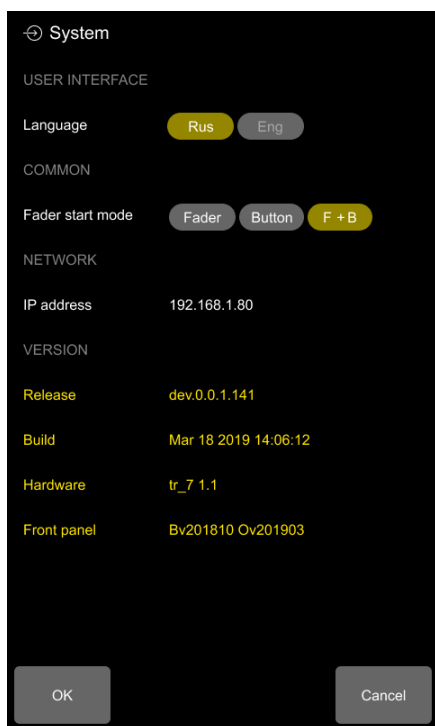 System
USER INTERFACE
Language Rus Eng
COMMON
Fader start mode Fader Button F + B
NETWORK
IP address 192.168.1.80
VERSION
Release dev.0.0.1.141
Build Mar 18 2019 14:06:12
Hardware tr_7 1.1
Front panel Bv201810 Ov201903
OK Cancel